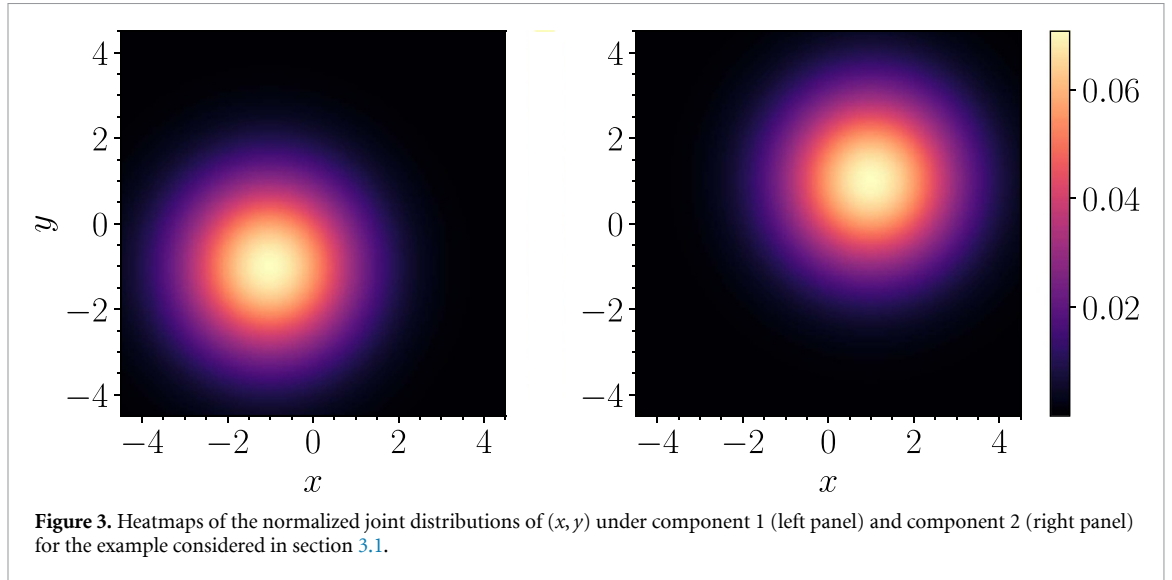 4
2
0
−2
−4
y
−4 −2 0 2 4
x
4
2
0
−2
−4
−4 −2 0 2 4
x
0.06
0.04
0.02
Figure 3. Heatmaps of the normalized joint distributions of (x, y) under component 1 (left panel) and component 2 (right panel)
for the example considered in section 3.1.